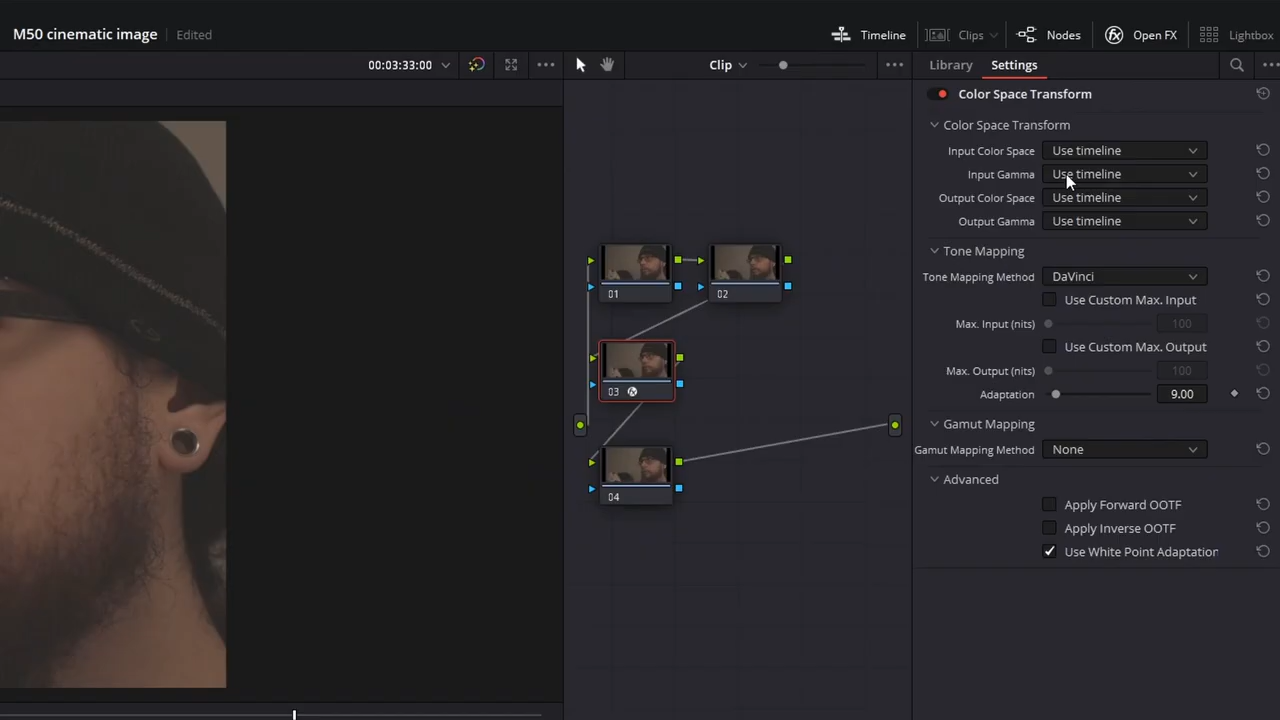 M50 cinematic image Edited Timeline Clips Nodes Open FX Lightbox
00:03:33:00 Clip Library Settings
Color Space Transform
Color Space Transform
Input Color Space Use timeline
Input Gamma Use timeline
Output Color Space Use timeline
Output Gamma Use timeline
Tone Mapping
Tone Mapping Method DaVinci
Use Custom Max. Input
Max. Input (nits) 100
Use Custom Max. Output
Max. Output (nits) 100
Adaptation 9.00
Gamut Mapping
Gamut Mapping Method None
Advanced
Apply Forward OOTF
Apply Inverse OOTF
Use White Point Adaptation
01 02
03
04